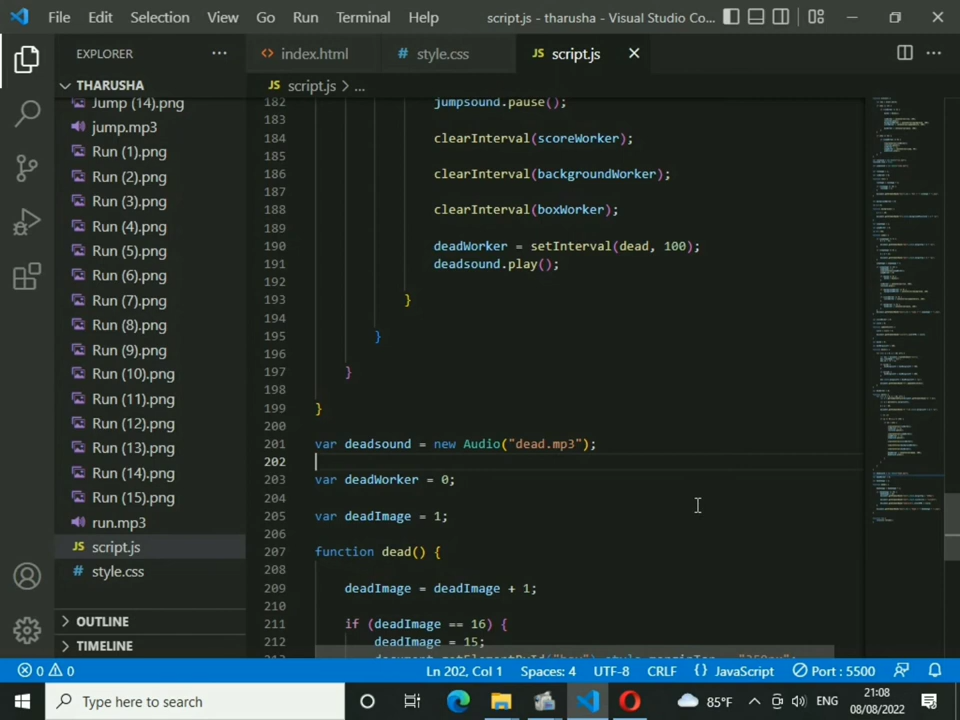 File Edit Selection View Go Run Terminal Help script.js - tharusha - Visual Studio Co...
EXPLORER
index.html
style.css
script.js
THARUSHA
script.js > ...
Jump (14).png
jump.mp3
Run (1).png
Run (2).png
Run (3).png
Run (4).png
Run (5).png
Run (6).png
Run (7).png
Run (8).png
Run (9).png
Run (10).png
Run (11).png
Run (12).png
Run (13).png
Run (14).png
Run (15).png
run.mp3
script.js
style.css
OUTLINE
TIMELINE
182 jumpsound.pause();
183
184 clearInterval(scoreWorker);
185
186 clearInterval(backgroundWorker);
187
188 clearInterval(boxWorker);
189
190 deadWorker = setInterval(dead, 100);
191 deadsound.play();
192
193 }
194
195 }
196
197 }
198
199 }
200
201 var deadsound = new Audio("dead.mp3");
202
203 var deadWorker = 0;
204
205 var deadImage = 1;
206
207 function dead() {
208
209 deadImage = deadImage + 1;
210
211 if (deadImage == 16) {
212 deadImage = 15;
0 0 Ln 202, Col 1 Spaces: 4 UTF-8 CRLF {} JavaScript Port : 5500
Type here to search
85°F
ENG
21:08
08/08/2022